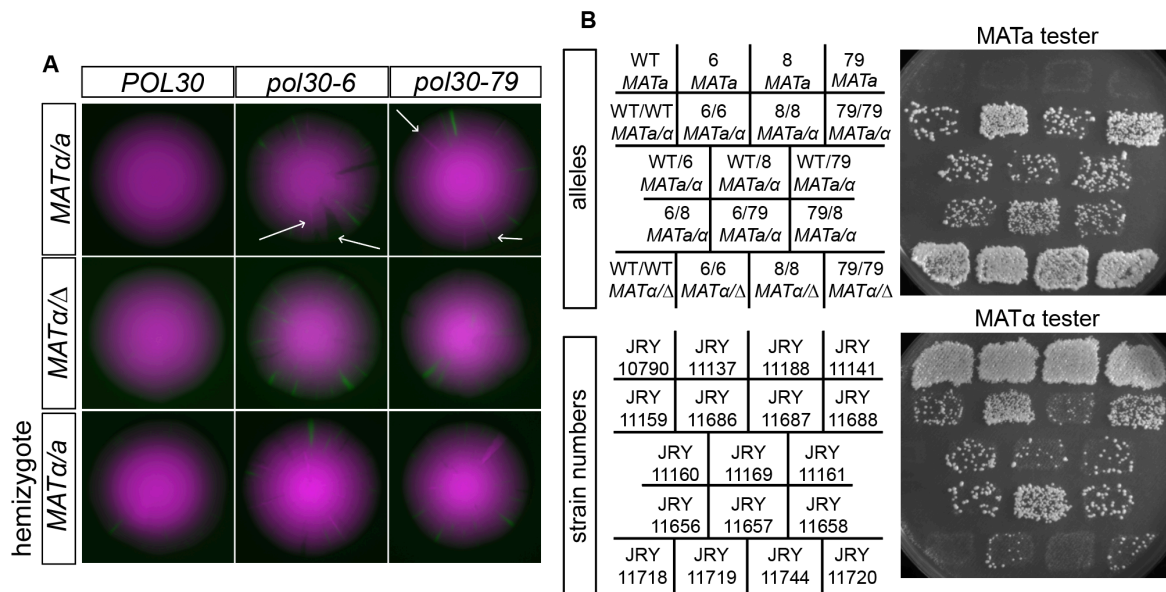 A
POL30 pol30-6 pol30-79
MATα/a
MATα/Δ
hemizygote
MATα/a
B
alleles
WT 6 8 79
MATa MATa MATa MATa
WT/WT 6/6 8/8 79/79
MATa/α MATa/α MATa/α MATa/α
WT/6 WT/8 WT/79
MATa/α MATa/α MATa/α
6/8 6/79 79/8
MATa/α MATa/α MATa/α
WT/WT 6/6 8/8 79/79
MATα/Δ MATα/Δ MATα/Δ MATα/Δ
MATa tester
strain numbers
JRY JRY JRY JRY
10790 11137 11188 11141
JRY JRY JRY JRY
11159 11686 11687 11688
JRY JRY JRY
11160 11169 11161
JRY JRY JRY
11656 11657 11658
JRY JRY JRY JRY
11718 11719 11744 11720
MATα tester